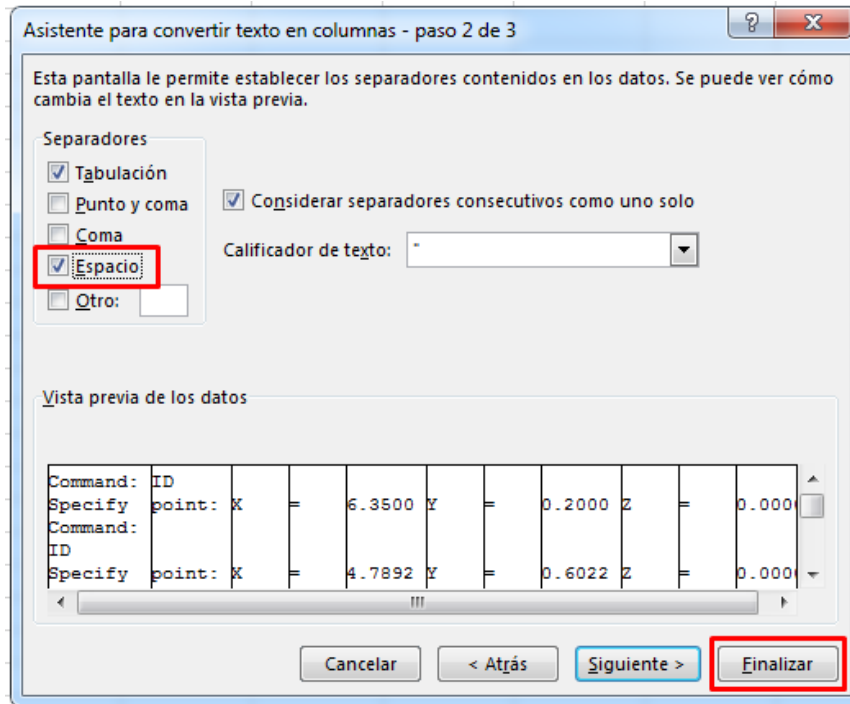 Asistente para convertir texto en columnas - paso 2 de 3
Esta pantalla le permite establecer los separadores contenidos en los datos. Se puede ver cómo
cambia el texto en la vista previa.
Separadores
Tabulación
Punto y coma
Coma
Espacio
Otro:
Considerar separadores consecutivos como uno solo
Calificador de texto: "
Vista previa de los datos
Command: ID
Specify point: X = 6.3500 Y = 0.2000 Z = 0.000
Command:
ID
Specify point: X = 4.7892 Y = 0.6022 Z = 0.000
Cancelar < Atrás Siguiente > Finalizar